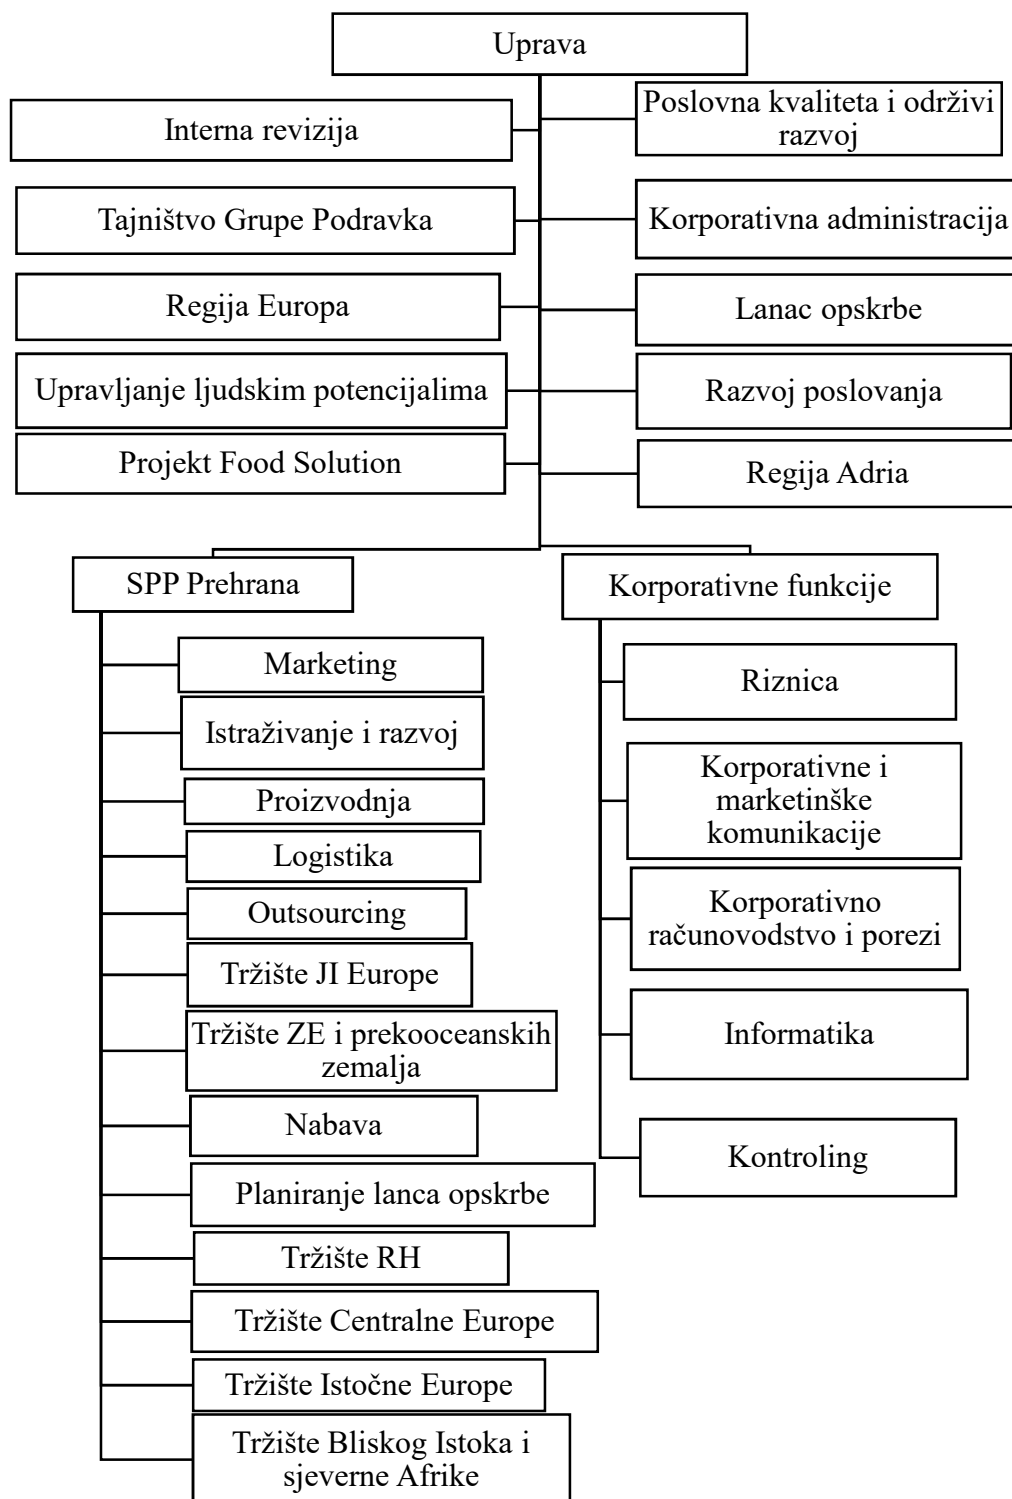 Uprava
Interna revizija
Poslovna kvaliteta i održivi
razvoj
Tajništvo Grupe Podravka
Korporativna administracija
Regija Europa
Lanac opskrbe
Upravljanje ljudskim potencijalima
Razvoj poslovanja
Projekt Food Solution
Regija Adria
SPP Prehrana
Marketing
Istraživanje i razvoj
Proizvodnja
Logistika
Outsourcing
Tržište JI Europe
Tržište ZE i prekooceanskih
zemalja
Nabava
Planiranje lanca opskrbe
Tržište RH
Tržište Centralne Europe
Tržište Istočne Europe
Tržište Bliskog Istoka i
sjeverne Afrike
Korporativne funkcije
Riznica
Korporativne i
marketinške
komunikacije
Korporativno
računovodstvo i porezi
Informatika
Kontroling